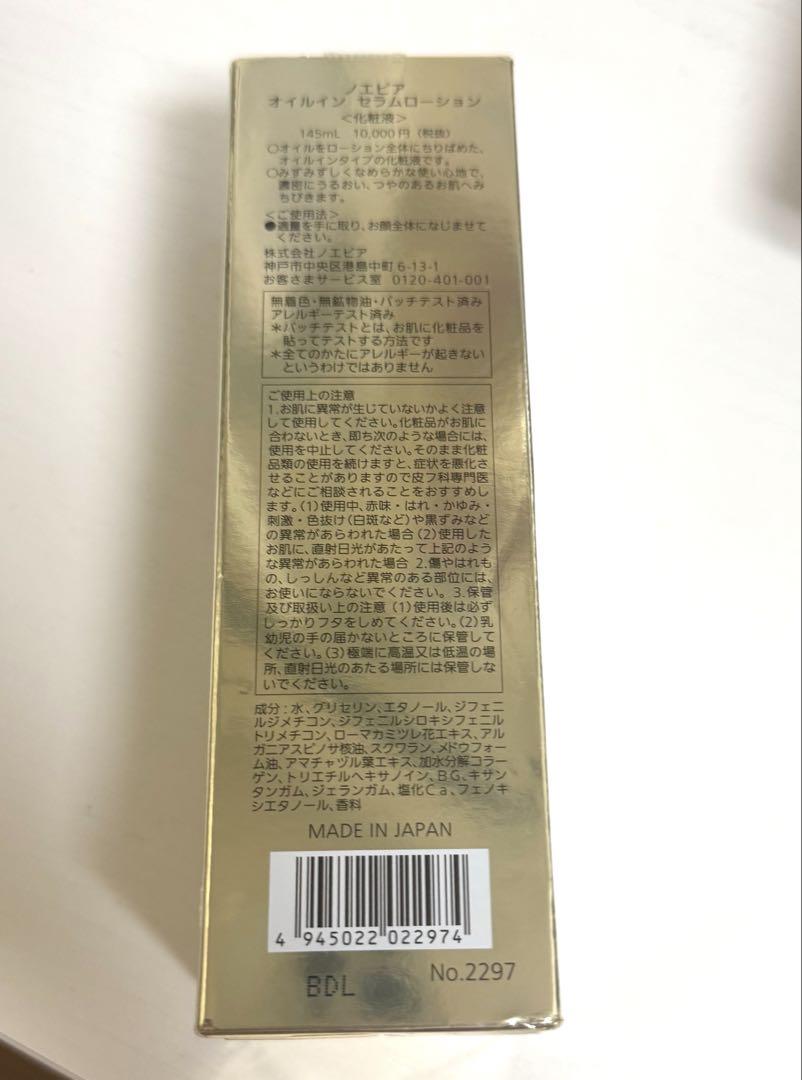 ノエビア
オイルイン セラムローション
＜化粧液＞
145mL 10,000円（税抜）
○オイルをローション全体にちりばめた、
オイルインタイプの化粧液です。
○みずみずしくなめらかな使い心地で、
濃密にうるおい、つやのあるお肌へみ
ちびきます。
＜ご使用法＞
●適量を手に取り、お顔全体になじませて
ください。
株式会社ノエビア
神戸市中央区港島中町6-13-1
お客さまサービス室 0120-401-001
無着色・無鉱物油・パッチテスト済み
アレルギーテスト済み
＊パッチテストとは、お肌に化粧品を
貼ってテストする方法です
＊全てのかたにアレルギーが起きない
というわけではありません
ご使用上の注意
1.お肌に異常が生じていないかよく注意
して使用してください。化粧品がお肌に
合わないとき、即ち次のような場合には、
使用を中止してください。そのまま化粧
品類の使用を続けますと、症状を悪化さ
せることがありますので皮フ科専門医
などにご相談されることをおすすめし
ます。(1)使用中、赤味・はれ・かゆみ・
刺激・色抜け(白斑など)や黒ずみなど
の異常があらわれた場合(2)使用した
お肌に、直射日光があたって上記のよう
な異常があらわれた場合 2.傷やはれも
の、しっしんなど異常のある部位には、
お使いにならないでください。 3.保管
及び取扱い上の注意 (1)使用後は必ず
しっかりフタをしめてください。(2)乳
幼児の手の届かないところに保管して
ください。(3)極端に高温又は低温の場
所、直射日光のあたる場所には保管しな
いでください。
成分：水、グリセリン、エタノール、ジフェニ
ルジメチコン、ジフェニルシロキシフェニル
トリメチコン、ローマカミツレ花エキス、アル
ガニアスピノサ核油、スクワラン、メドウフォー
ム油、アマチャヅル葉エキス、加水分解コラー
ゲン、トリエチルヘキサノイン、BG、キサン
タンガム、ジェランガム、塩化Ca、フェノキ
シエタノール、香料
MADE IN JAPAN
4 945022 022974
BDL No.2297